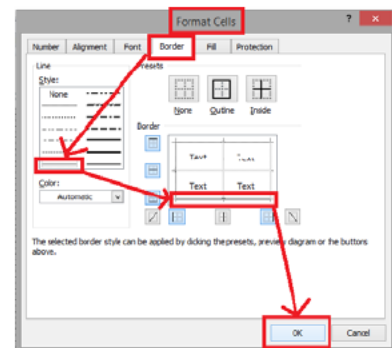 Format Cells
? x
Number Alignment Font Border Fill Protection
Line
Presets
Style:
None
None Outline Inside
Border
Text
Text Text
Color:
Automatic
The selected border style can be applied by clicking the presets, preview diagram or the buttons
above.
OK Cancel